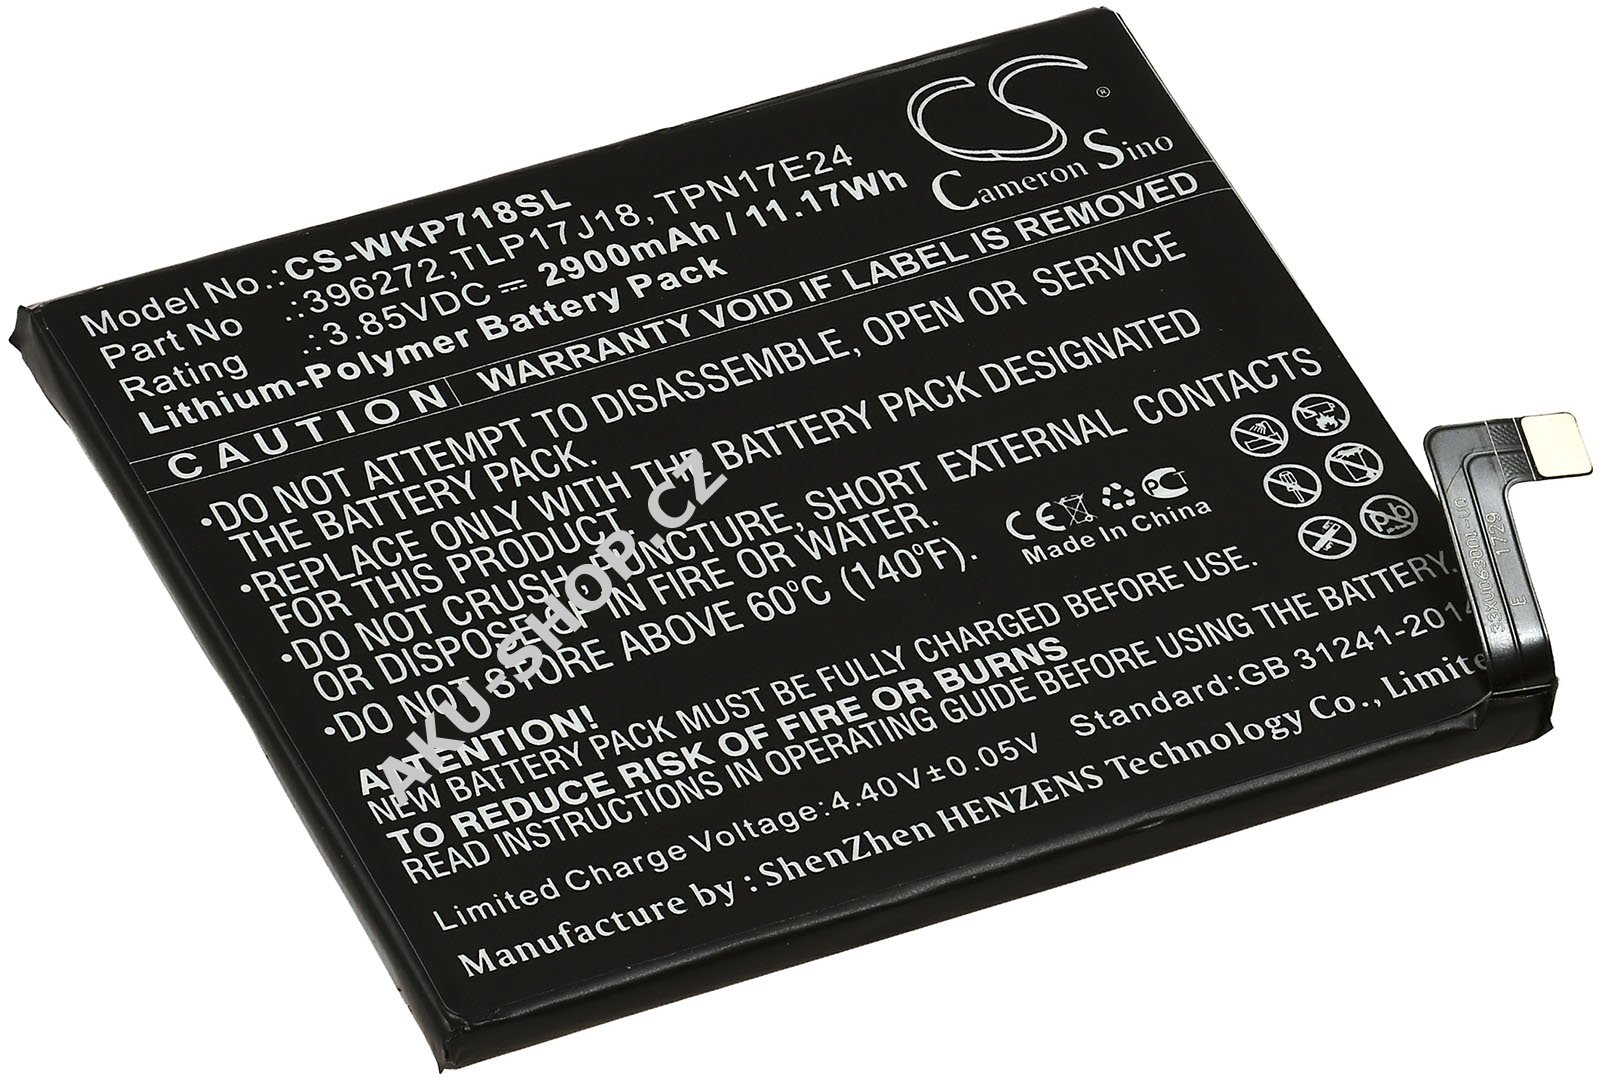 CS ®
Cameron Sino
Model No.:CS-WKP718SL
Part No .:396272,TLP17J18, TPN17E24
Rating .:3.85VDC ⎓ 2900mAh / 11.17Wh
Lithium-Polymer Battery Pack
CAUTION WARRANTY VOID IF LABEL IS REMOVED
•DO NOT ATTEMPT TO DISASSEMBLE, OPEN OR SERVICE
THE BATTERY PACK.
•REPLACE ONLY WITH THE BATTERY PACK DESIGNATED
FOR THIS PRODUCT.
•DO NOT CRUSH, PUNCTURE, SHORT EXTERNAL CONTACTS
OR DISPOSE IN FIRE OR WATER.
•DO NOT STORE ABOVE 60°C (140°F).
CE PC
Made In China
Pb
ATTENTION!
NEW BATTERY PACK MUST BE FULLY CHARGED BEFORE USE.
TO REDUCE RISK OF FIRE OR BURNS
READ INSTRUCTIONS IN OPERATING GUIDE BEFORE USING THE BATTERY.
Limited Charge Voltage:4.40V±0.05V Standard:GB 31241-2014
Manufacture by : ShenZhen HENZENS Technology Co., Limite
E 1729
AKU-SHOP.CZ